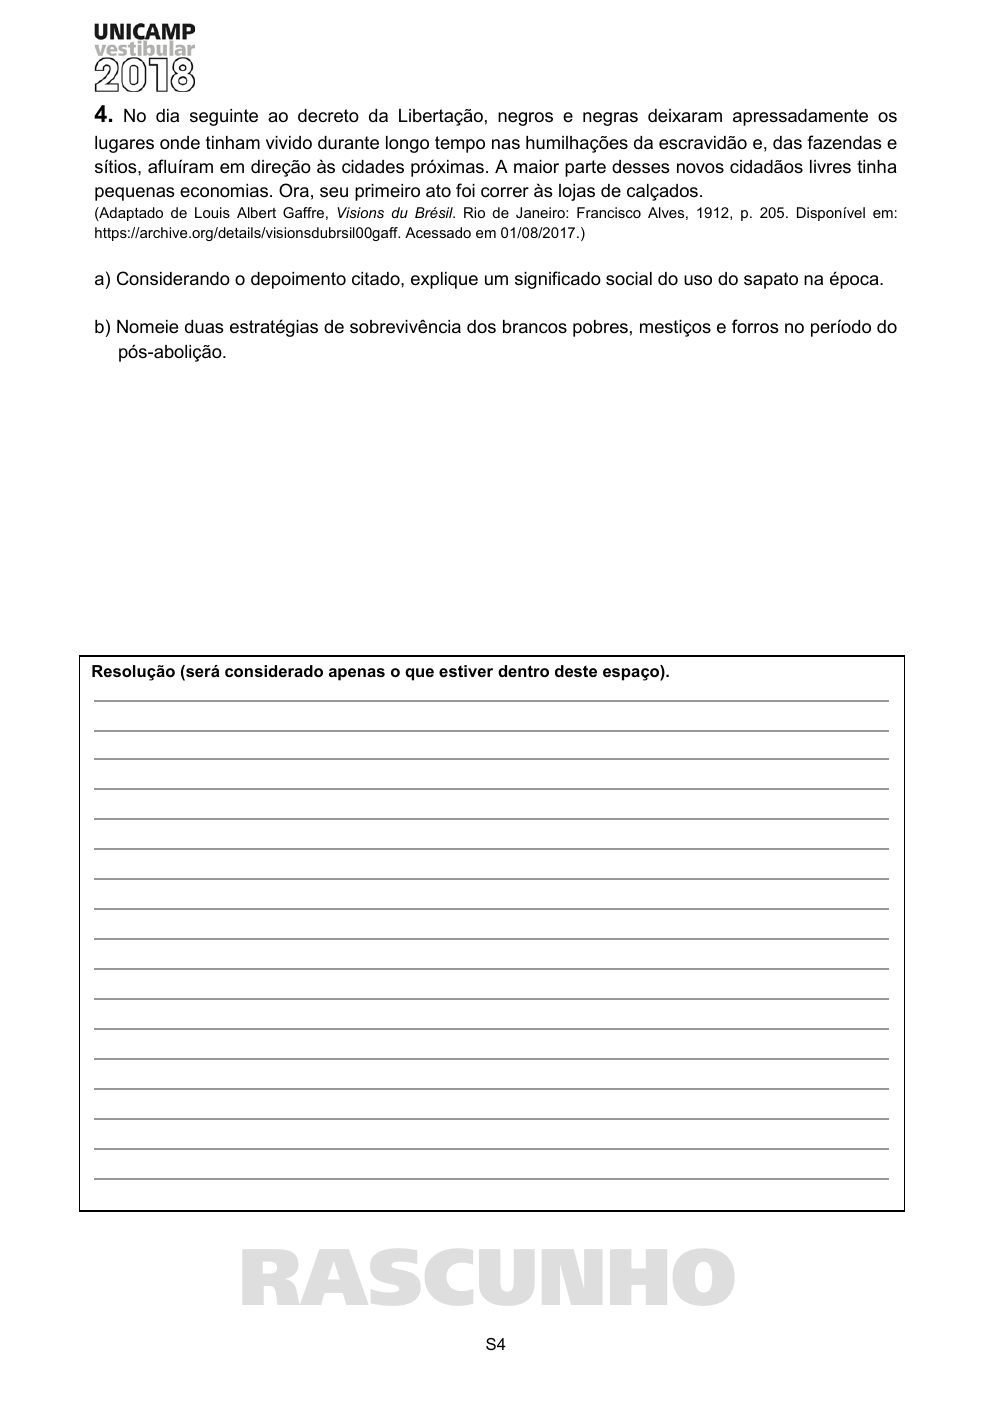 UNICAMP
vestibular
2018
4. No dia seguinte ao decreto da Libertação, negros e negras deixaram apressadamente os
lugares onde tinham vivido durante longo tempo nas humilhações da escravidão e, das fazendas e
sítios, afluíram em direção às cidades próximas. A maior parte desses novos cidadãos livres tinha
pequenas economias. Ora, seu primeiro ato foi correr às lojas de calçados.
(Adaptado de Louis Albert Gaffre, Visions du Brésil. Rio de Janeiro: Francisco Alves, 1912, p. 205. Disponível em:
https://archive.org/details/visionsdubrsil00gaff. Acessado em 01/08/2017.)
a) Considerando o depoimento citado, explique um significado social do uso do sapato na época.
b) Nomeie duas estratégias de sobrevivência dos brancos pobres, mestiços e forros no período do
pós-abolição.
Resolução (será considerado apenas o que estiver dentro deste espaço).
RASCUNHO
S4